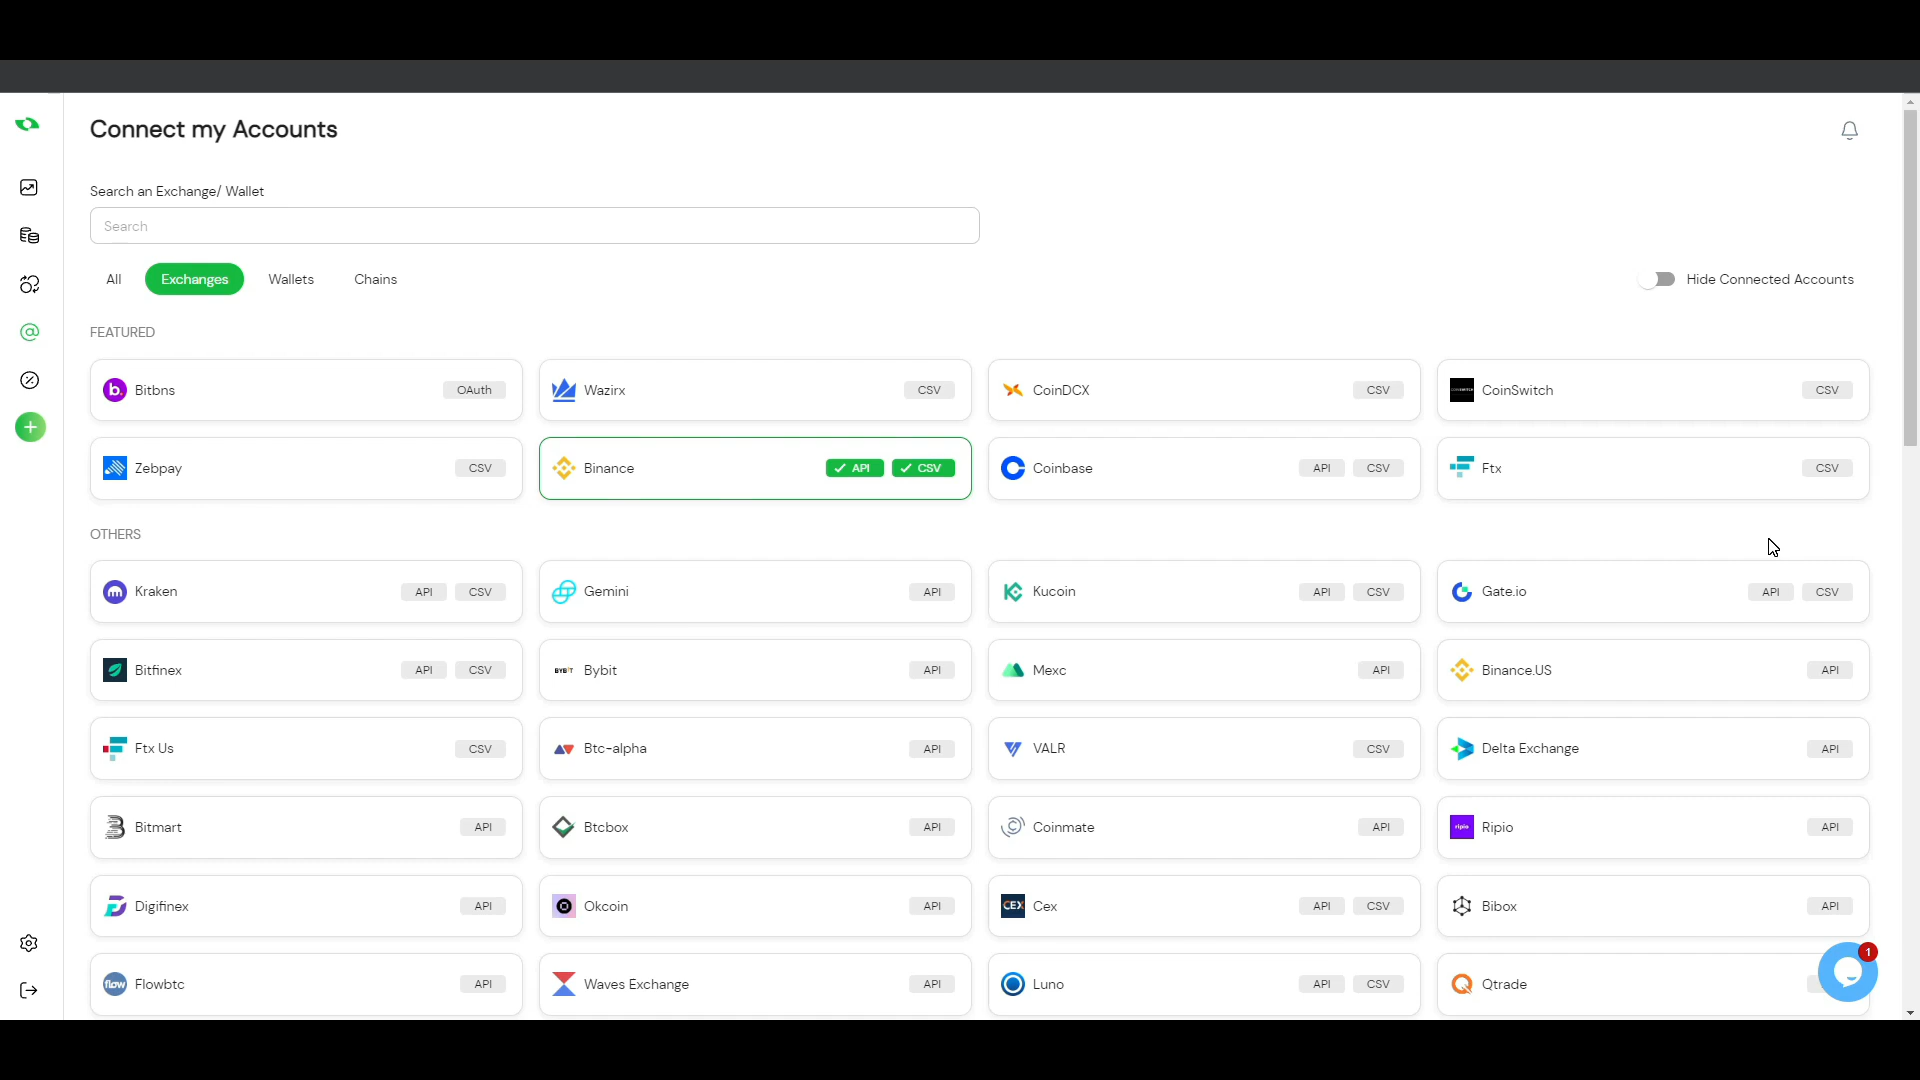 Connect my Accounts
Search an Exchange/ Wallet
Search
All Exchanges Wallets Chains Hide Connected Accounts
FEATURED
Bitbns OAuth Wazirx CSV CoinDCX CSV CoinSwitch CSV
Zebpay CSV Binance API CSV Coinbase API CSV Ftx CSV
OTHERS
Kraken API CSV Gemini API Kucoin API CSV Gate.io API CSV
Bitfinex API CSV BYBIT Bybit API Mexc API Binance.US API
Ftx Us CSV Btc-alpha API VALR CSV Delta Exchange API
Bitmart API Btcbox API Coinmate API ripio Ripio API
Digifinex API Okcoin API CEX Cex API CSV Bibox API
1
flow Flowbtc API Waves Exchange API Luno API CSV Qtrade